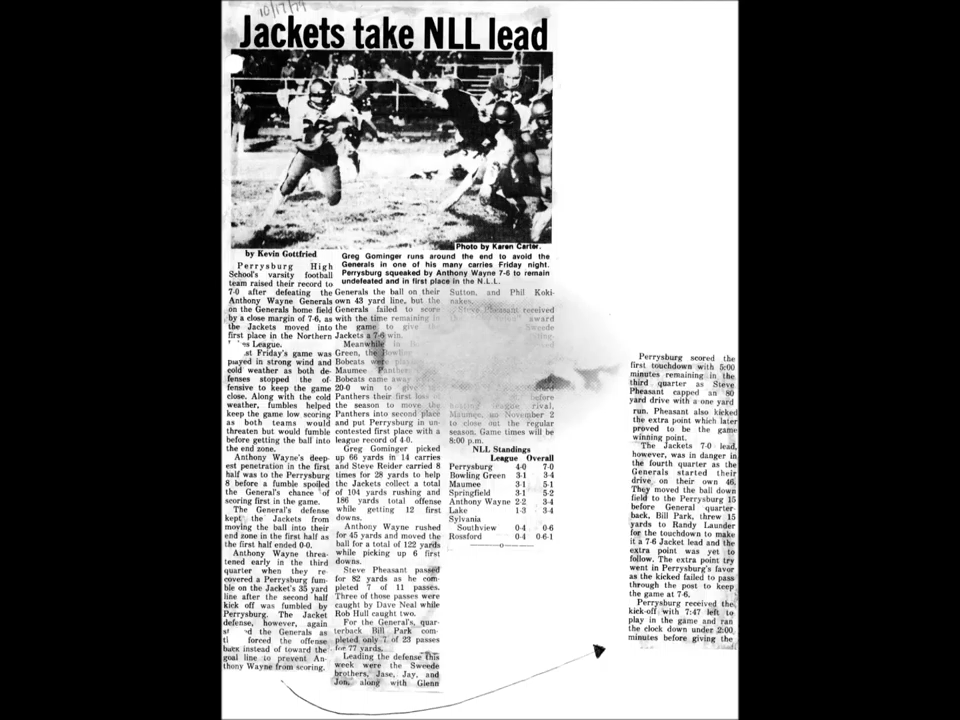 10/17/79
Jackets take NLL lead
Photo by Karen Carter.
Greg Gominger runs around the end to avoid the
Generals in one of his many carries Friday night.
Perrysburg squeaked by Anthony Wayne 7-6 to remain
undefeated and in first place in the N.L.L.
by Kevin Gottfried
Perrysburg High
School's varsity football
team raised their record to
7-0 after defeating the
Anthony Wayne Generals
on the Generals home field
by a close margin of 7-6, as
the Jackets moved into
first place in the Northern
League.
Friday's game was
played in strong wind and
cold weather as both de-
fenses stopped the of-
fensive to keep the game
close. Along with the cold
weather, fumbles helped
keep the game low scoring
as both teams would
threaten but would fumble
before getting the ball into
the end zone.
Anthony Wayne's deep-
est penetration in the first
half was to the Perrysburg
8 before a fumble spoiled
the General's chance of
scoring first in the game.
The General's defense
kept the Jackets from
moving the ball into their
end zone in the first half as
the first half ended 0-0.
Anthony Wayne threa-
tened early in the third
quarter when they re-
covered a Perrysburg fum-
ble on the Jacket's 35 yard
line after the second half
kick off was fumbled by
Perrysburg. The Jacket
defense, however, again
the Generals as
forced the offense
back instead of toward the
goal line to prevent An-
thony Wayne from scoring.
Perrysburg scored the
first touchdown with 5:00
minutes remaining in the
third quarter as Steve
Pheasant capped an 80
yard drive with a one yard
run. Pheasant also kicked
the extra point which later
proved to be the game
winning point.
The Jackets 7-0 lead,
however, was in danger in
the fourth quarter as the
Generals started their
drive on their own 46.
They moved the ball down
field to the Perrysburg 15
before General quarter-
back, Bill Park, threw 15
yards to Randy Launder
for the touchdown to make
it a 7-6 Jacket lead and the
extra point was yet to
follow. The extra point try
went in Perrysburg's favor
as the kicked failed to pass
through the post to keep
the game at 7-6.
Perrysburg received the
kick-off with 7:47 left to
play in the game and ran
the clock down under 2:00
minutes before giving the
Generals the ball on their
own 43 yard line, but the
Generals failed to score
with the time remaining in
the game to give the
Jackets a 7-6 win.
Meanwhile in
Green, the Bowling
Bobcats were
Maumee Panthers
Bobcats came away
20-0 win to give
Panthers their first loss of
the season to move the
Panthers into second place
and put Perrysburg in un-
contested first place with a
league record of 4-0.
Greg Gominger picked
up 66 yards in 14 carries
and Steve Reider carried 8
times for 28 yards to help
the Jackets collect a total
of 104 yards rushing and
186 yards total offense
while getting 12 first
downs.
Anthony Wayne rushed
for 45 yards and moved the
ball for a total of 122 yards
while picking up 6 first
downs.
Steve Pheasant passed
for 82 yards as he com-
pleted 7 of 11 passes.
Three of those passes were
caught by Dave Neal while
Rob Hull caught two.
For the General's, quar-
terback Bill Park com-
pleted only 7 of 23 passes
for 77 yards.
Leading the defense this
week were the Sweede
brothers, Jase, Jay, and
Jon, along with Glenn
Sutton, and Phil Koki-
nakes.
Steve Pheasant received
award
Sweede
before
league rival,
Maumee, on November 2
to close out the regular
season. Game times will be
8:00 p.m.
NLL Standings
League Overall
Perrysburg 4-0 7-0
Bowling Green 3-1 3-4
Maumee 3-1 5-1
Springfield 3-1 5-2
Anthony Wayne 2-2 3-4
Lake 1-3 3-4
Sylvania
Southview 0-4 0-6
Rossford 0-4 0-6-1